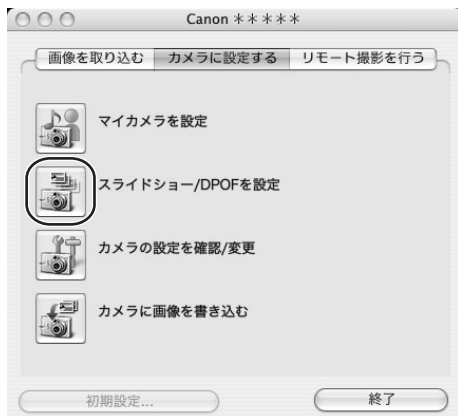 Canon ＊＊＊＊＊
画像を取り込む カメラに設定する リモート撮影を行う
マイカメラを設定
スライドショー/DPOFを設定
カメラの設定を確認/変更
カメラに画像を書き込む
初期設定... 終了